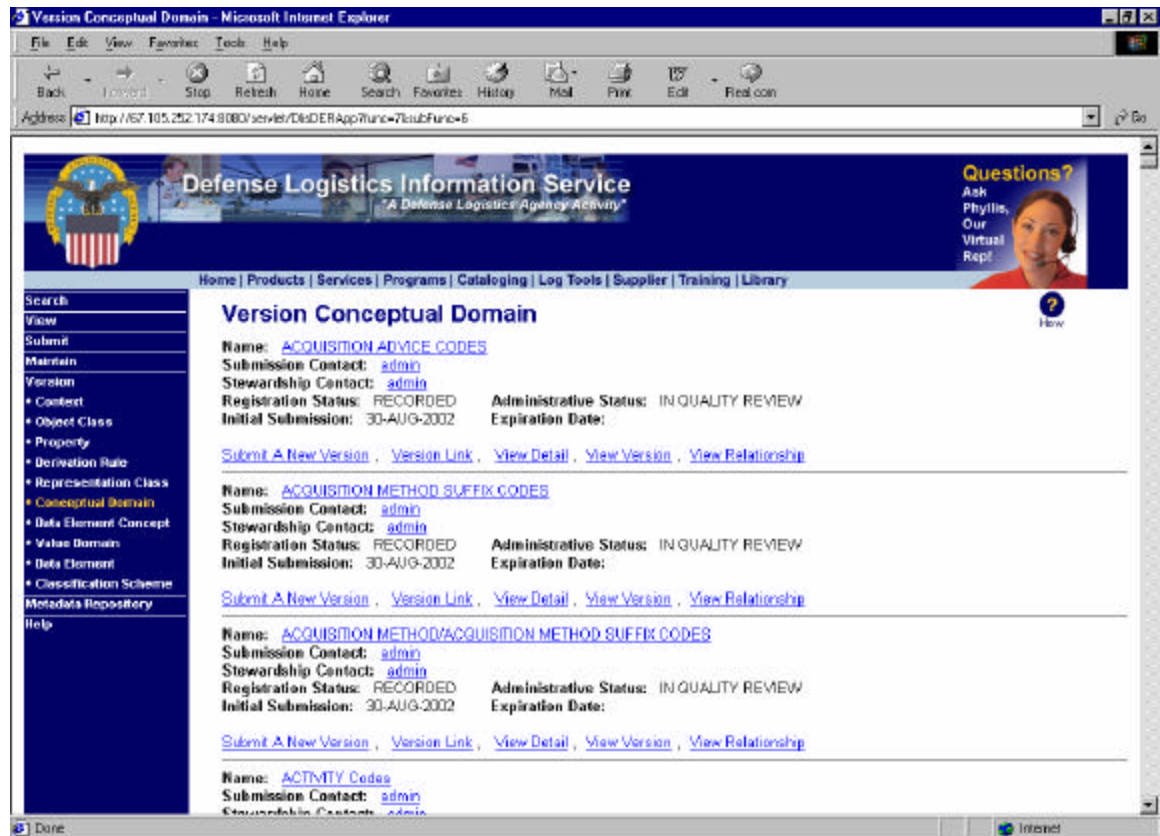 Version Conceptual Domain - Microsoft Internet Explorer
File Edit View Favorites Tools Help
Back Forward Stop Refresh Home Search Favorites History Mail Print Edit Real.com
Address http://67.105.252.174:8080/servlet/DlisDERApp?func=7&subFunc=6 Go
Defense Logistics Information Service
"A Defense Logistics Agency Activity"
Questions?
Ask
Phyllis,
Our
Virtual
Rep!
Home | Products | Services | Programs | Cataloging | Log Tools | Supplier | Training | Library
Search
View
Submit
Maintain
Version
• Context
• Object Class
• Property
• Derivation Rule
• Representation Class
• Conceptual Domain
• Data Element Concept
• Value Domain
• Data Element
• Classification Scheme
Metadata Repository
Help
Version Conceptual Domain
?
How
Name: ACQUISITION ADVICE CODES
Submission Contact: admin
Stewardship Contact: admin
Registration Status: RECORDED Administrative Status: IN QUALITY REVIEW
Initial Submission: 30-AUG-2002 Expiration Date:
Submit A New Version , Version Link , View Detail , View Version , View Relationship
Name: ACQUISITION METHOD SUFFIX CODES
Submission Contact: admin
Stewardship Contact: admin
Registration Status: RECORDED Administrative Status: IN QUALITY REVIEW
Initial Submission: 30-AUG-2002 Expiration Date:
Submit A New Version , Version Link , View Detail , View Version , View Relationship
Name: ACQUISITION METHOD/ACQUISITION METHOD SUFFIX CODES
Submission Contact: admin
Stewardship Contact: admin
Registration Status: RECORDED Administrative Status: IN QUALITY REVIEW
Initial Submission: 30-AUG-2002 Expiration Date:
Submit A New Version , Version Link , View Detail , View Version , View Relationship
Name: ACTIVITY Codes
Submission Contact: admin
Stewardship Contact: admin
Done Internet